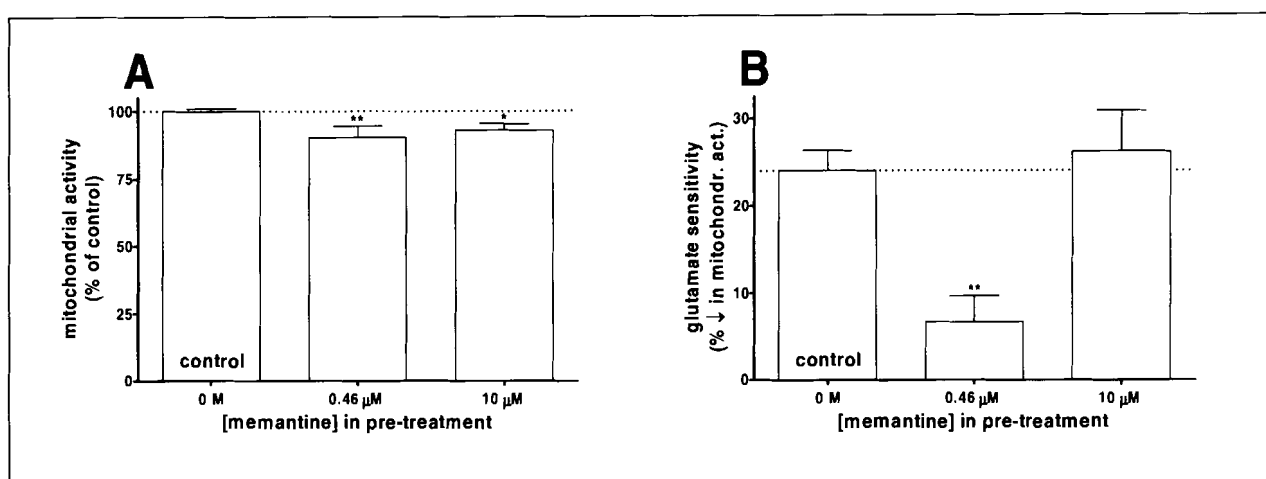 A
mitochondrial activity
(% of control)
100
75
50
25
0
**
*
control
0 M
0.46 µM
10 µM
[memantine] in pre-treatment
B
glutamate sensitivity
(% ↓ in mitochondr. act.)
30
20
10
0
**
control
0 M
0.46 µM
10 µM
[memantine] in pre-treatment